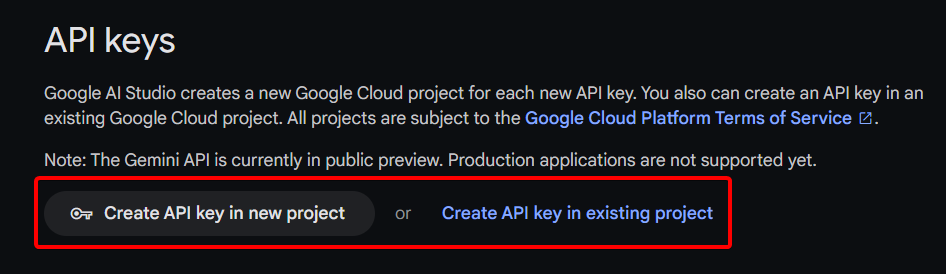 API keys
Google AI Studio creates a new Google Cloud project for each new API key. You also can create an API key in an
existing Google Cloud project. All projects are subject to the Google Cloud Platform Terms of Service.
Note: The Gemini API is currently in public preview. Production applications are not supported yet.
Create API key in new project or Create API key in existing project